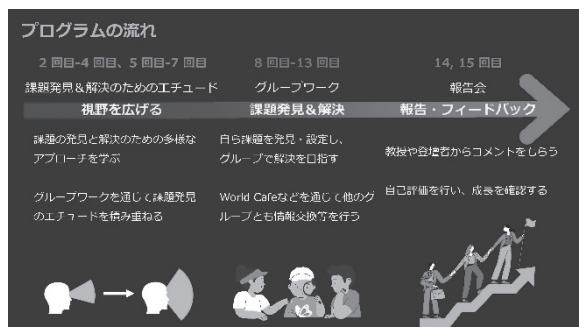 プログラムの流れ
2 回目-4 回目、5 回目-7 回目
課題発見&解決のためのエチュード
視野を広げる
課題の発見と解決のための多様な
アプローチを学ぶ
グループワークを通じて課題発見
のエチュードを積み重ねる
8 回目-13 回目
グループワーク
課題発見&解決
自ら課題を発見・設定し、
グループで解決を目指す
World Cafeなどを通じて他のグ
ループとも情報交換等を行う
14, 15 回目
報告会
報告・フィードバック
教授や登壇者からコメントをもらう
自己評価を行い、成長を確認する